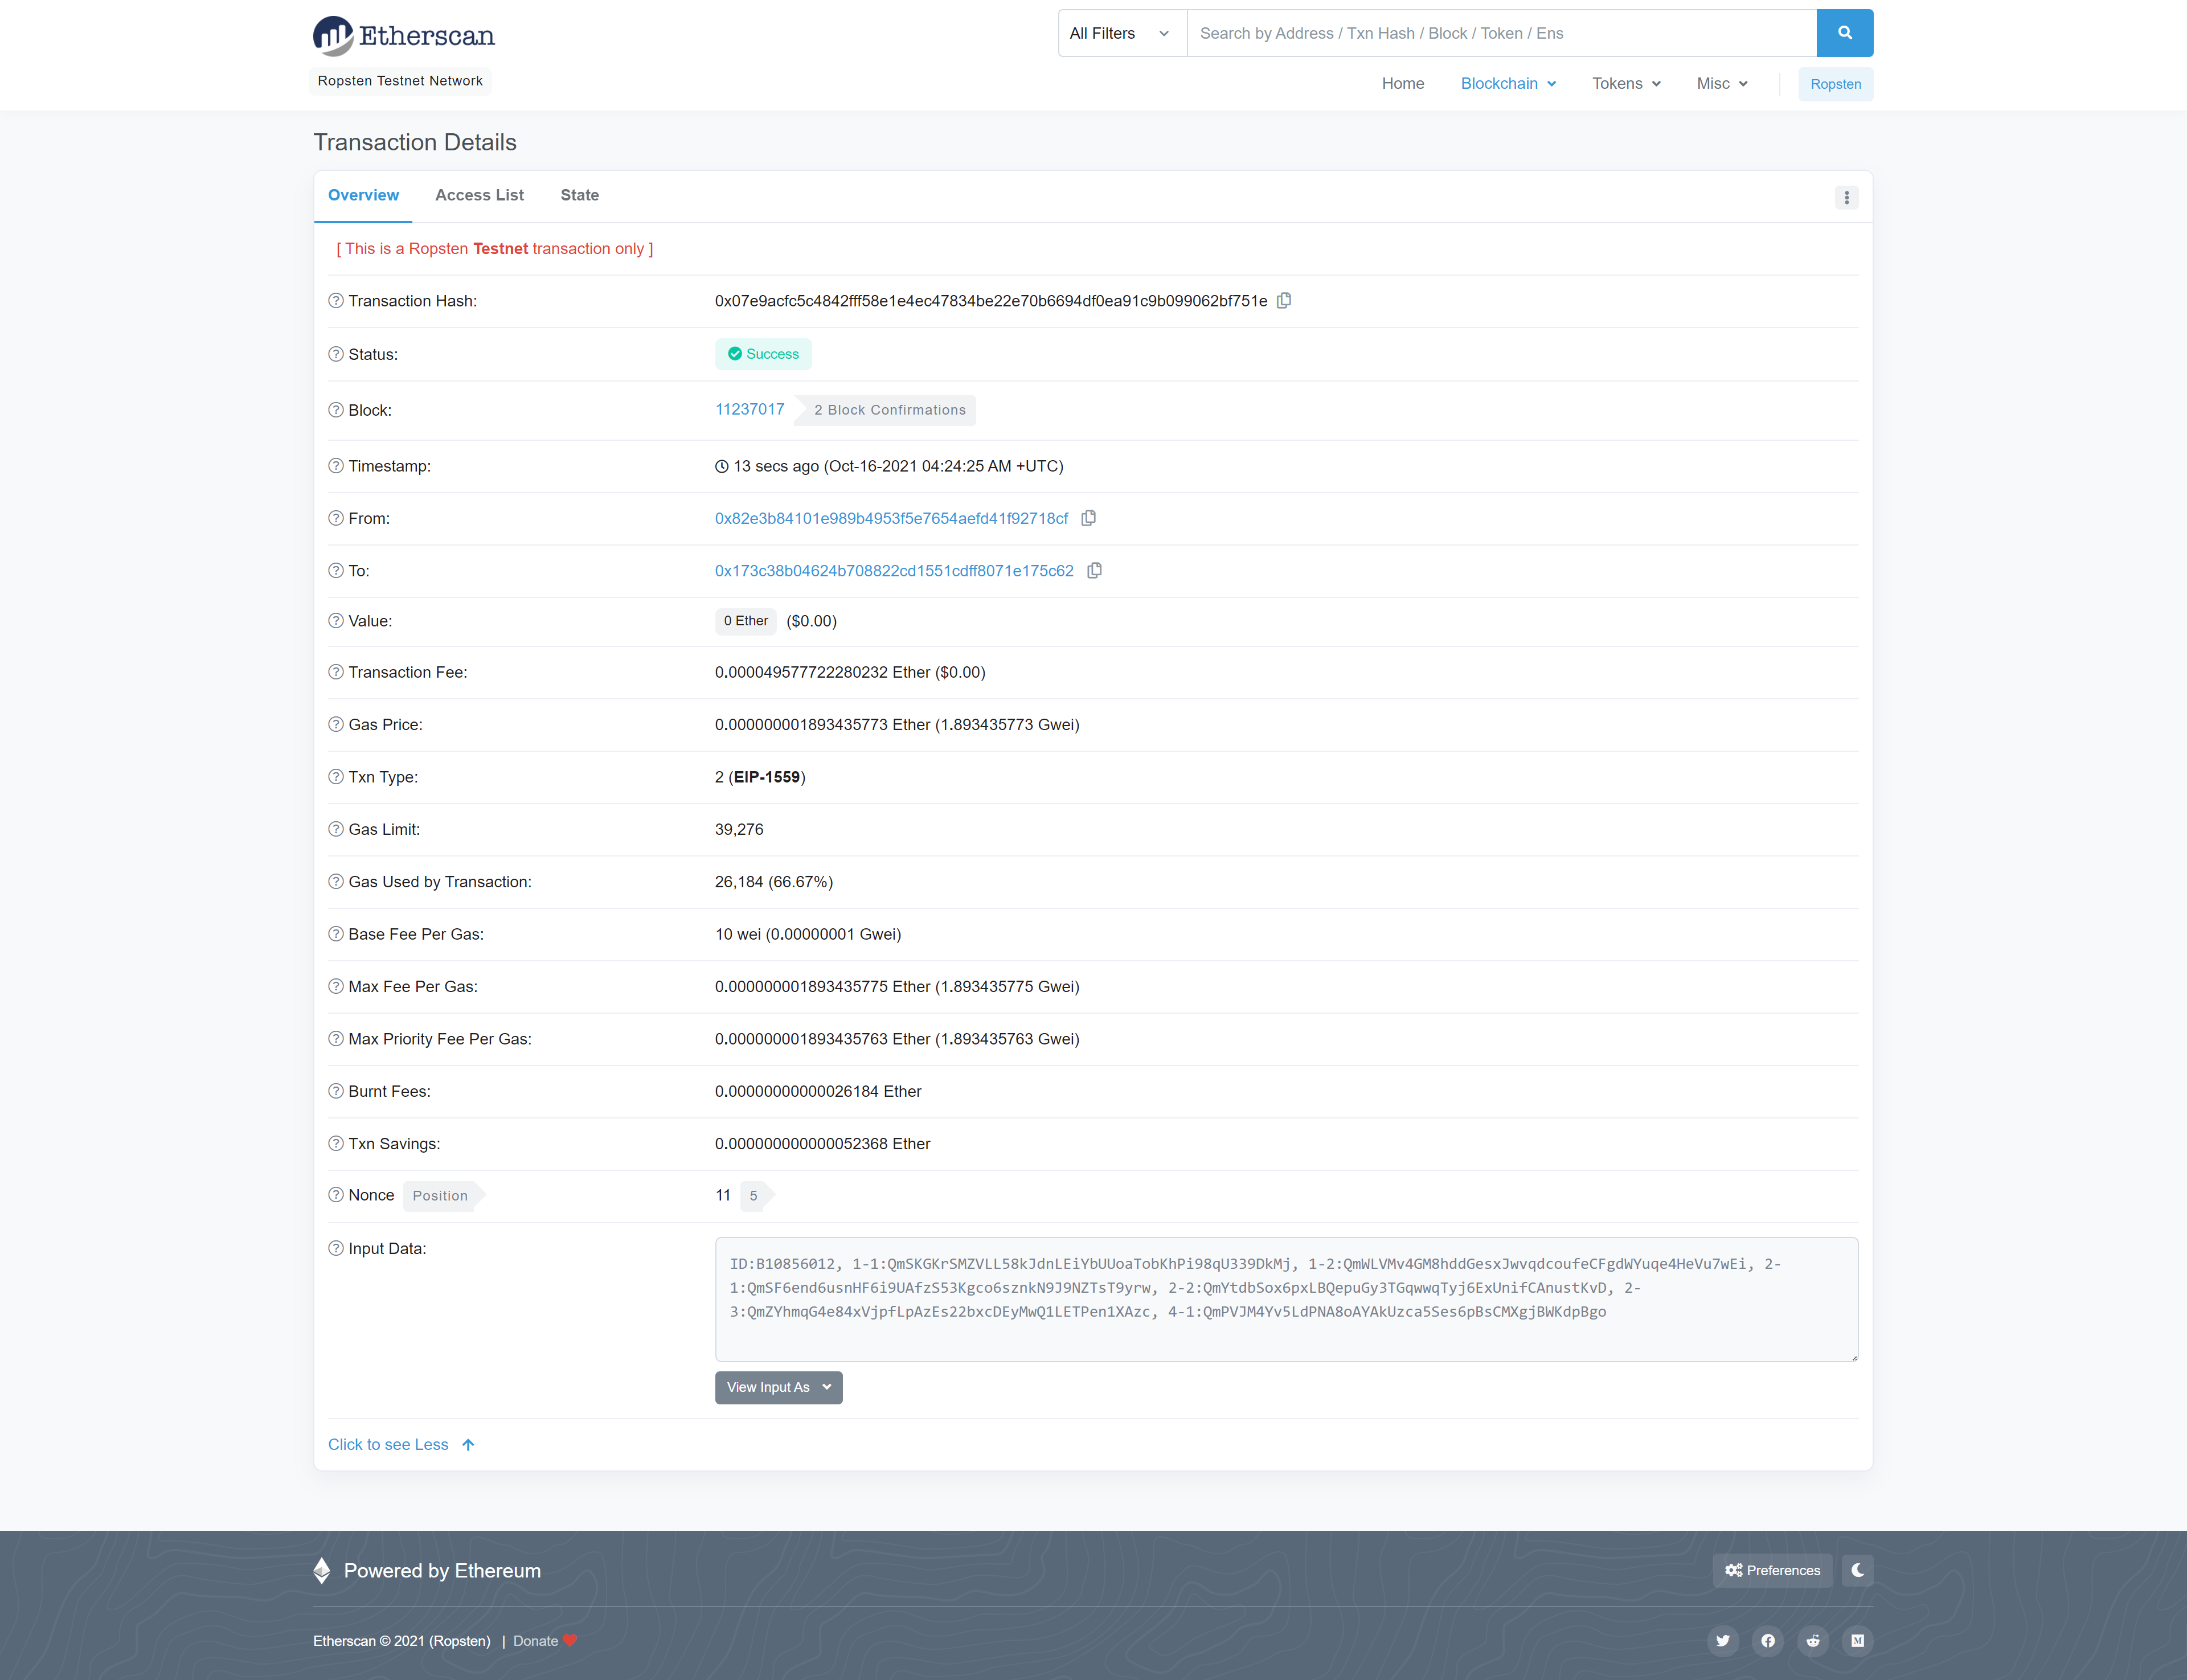 Etherscan
All Filters
Search by Address / Txn Hash / Block / Token / Ens
Ropsten Testnet Network
Home Blockchain Tokens Misc Ropsten
Transaction Details
Overview Access List State
[ This is a Ropsten Testnet transaction only ]
Transaction Hash: 0x07e9acfc5c4842fff58e1e4ec47834be22e70b6694df0ea91c9b099062bf751e
Status: Success
Block: 11237017 2 Block Confirmations
Timestamp: 13 secs ago (Oct-16-2021 04:24:25 AM +UTC)
From: 0x82e3b84101e989b4953f5e7654aefd41f92718cf
To: 0x173c38b04624b708822cd1551cdff8071e175c62
Value: 0 Ether ($0.00)
Transaction Fee: 0.000049577722280232 Ether ($0.00)
Gas Price: 0.000000001893435773 Ether (1.893435773 Gwei)
Txn Type: 2 (EIP-1559)
Gas Limit: 39,276
Gas Used by Transaction: 26,184 (66.67%)
Base Fee Per Gas: 10 wei (0.00000001 Gwei)
Max Fee Per Gas: 0.000000001893435775 Ether (1.893435775 Gwei)
Max Priority Fee Per Gas: 0.000000001893435763 Ether (1.893435763 Gwei)
Burnt Fees: 0.00000000000026184 Ether
Txn Savings: 0.000000000000052368 Ether
Nonce Position 11 5
Input Data:
ID:B10856012, 1-1:QmSKGKrSMZVLL58kJdnLEiYbUUoaTobKhPi98qU339DkMj, 1-2:QmWLVMv4GM8hddGesxJwvqdcoufeCFgdWYuqe4HeVu7wEi, 2-
1:QmSF6end6usnHF6i9UAfzS53Kgco6sznkN9J9NZTsT9yrw, 2-2:QmYtdbSox6pxLBQepuGy3TGqwwqTyj6ExUnifCAnustKvD, 2-
3:QmZYhmqG4e84xVjpfLpAzEs22bxcDEyMwQ1LETPen1XAzc, 4-1:QmPVJM4Yv5LdPNA8oAYAkUzca5Ses6pBsCMXgjBWKdpBgo
View Input As
Click to see Less
Powered by Ethereum
Preferences
Etherscan © 2021 (Ropsten) | Donate